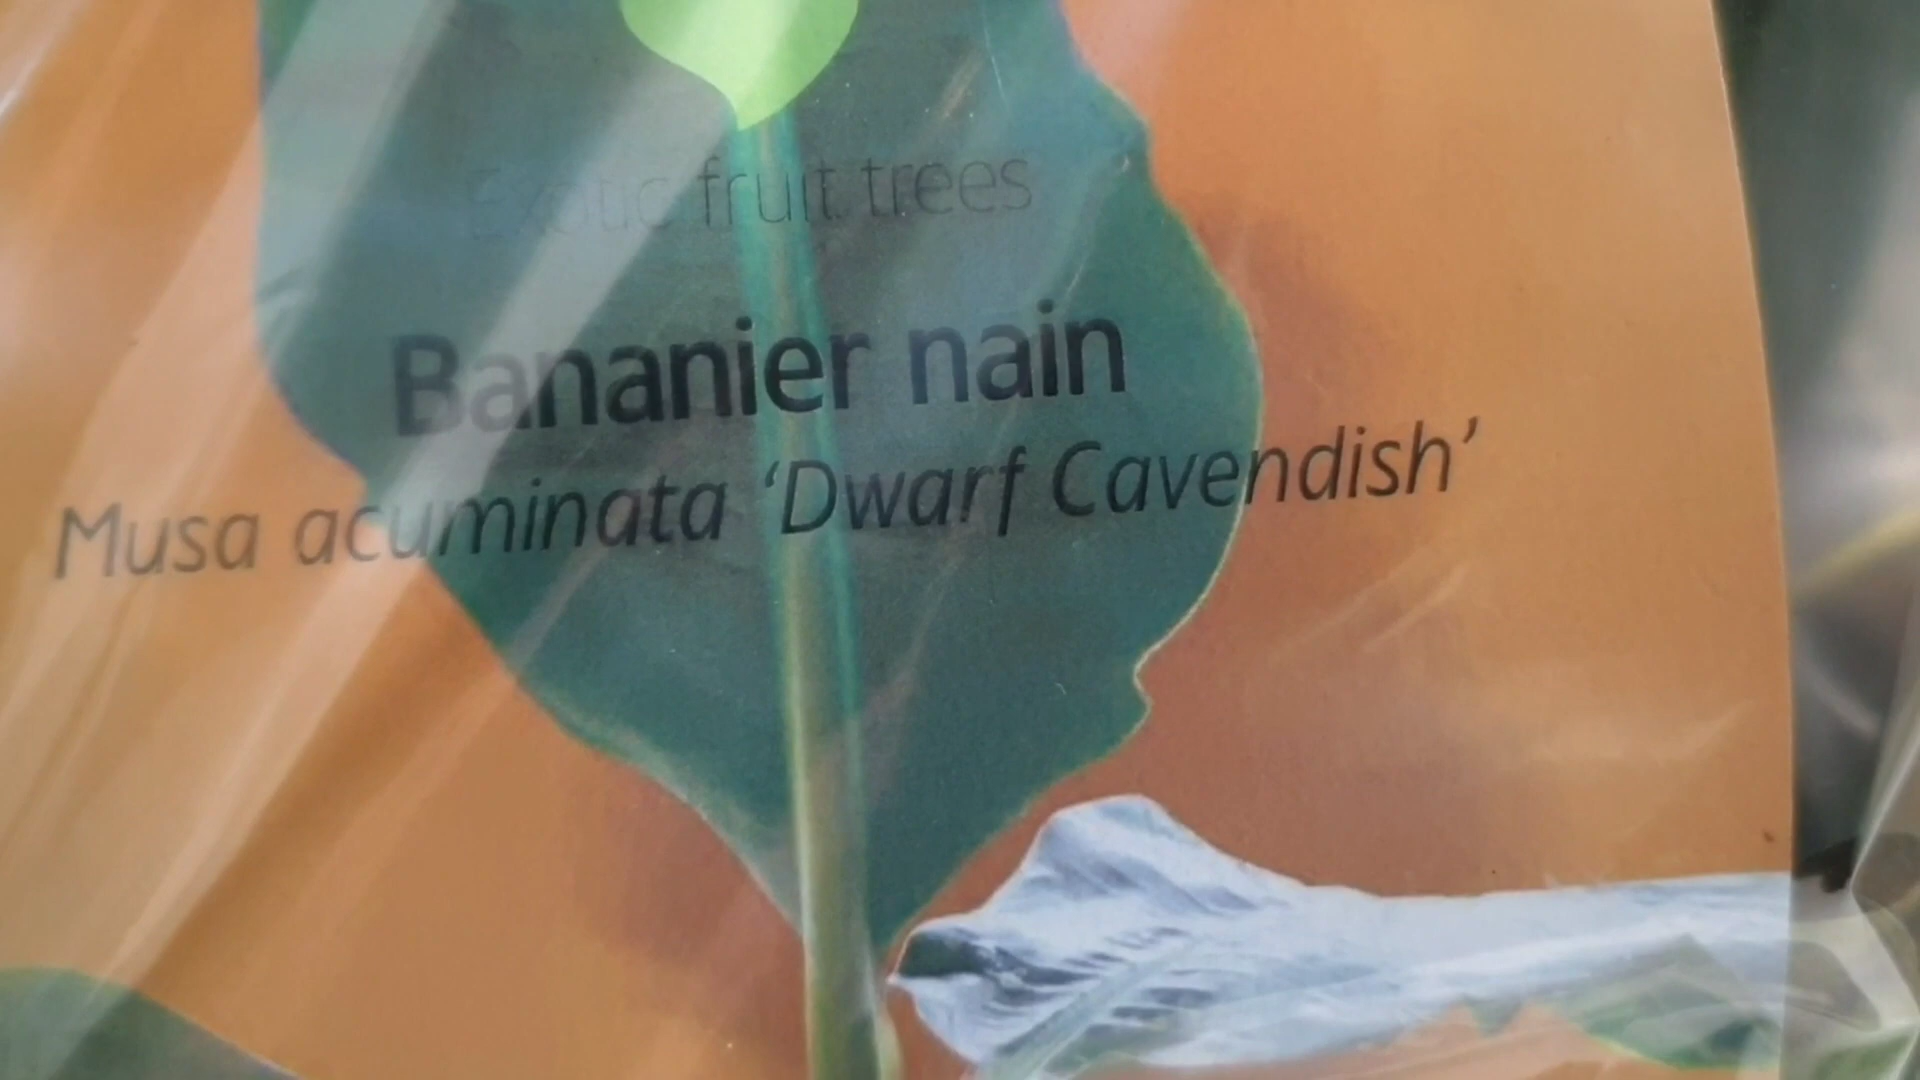 Exotic fruit trees
Bananier nain
Musa acuminata ‘Dwarf Cavendish’